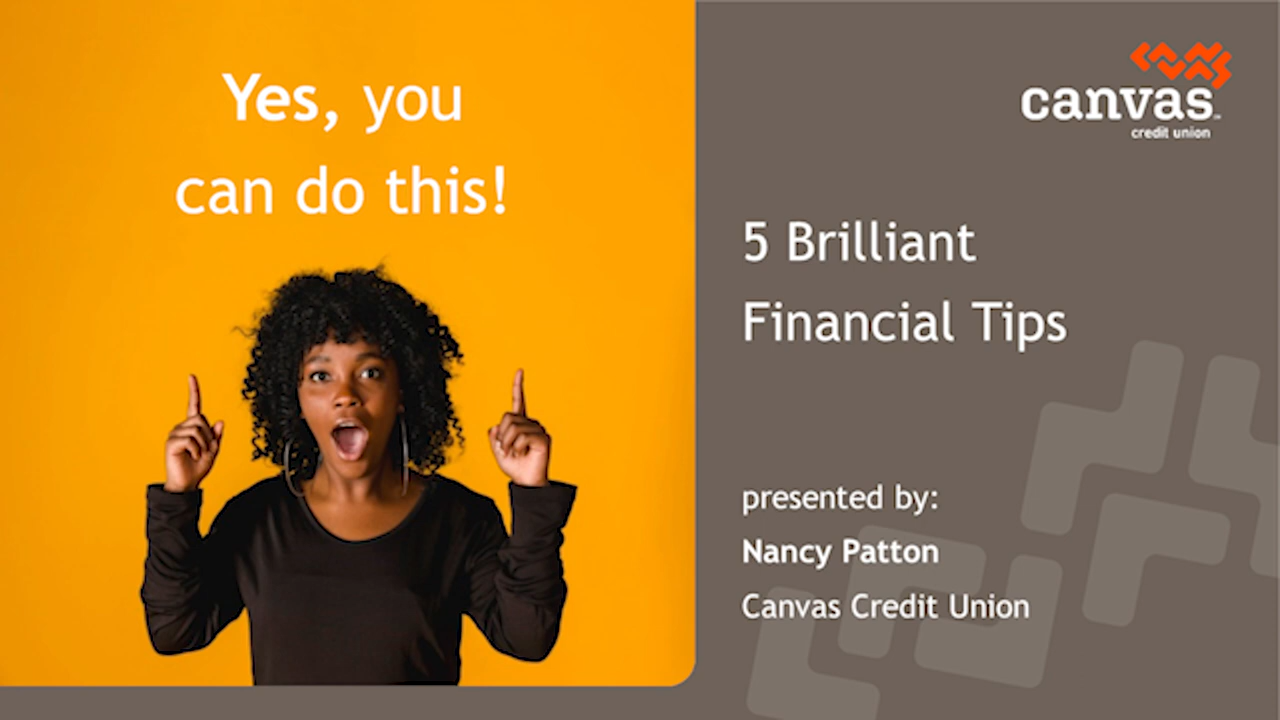 Yes, you
can do this!
canvas
credit union
5 Brilliant
Financial Tips
presented by:
Nancy Patton
Canvas Credit Union